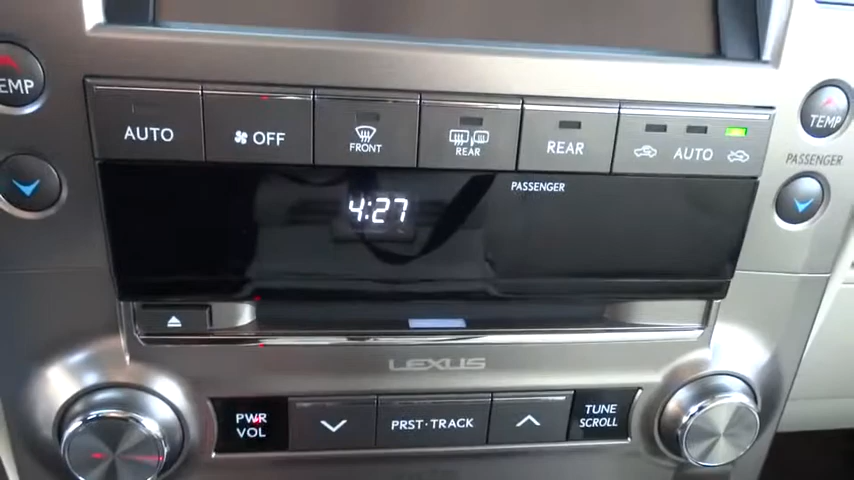 TEMP
AUTO
OFF
FRONT
REAR
REAR
AUTO
TEMP
PASSENGER
4:27
PASSENGER
LEXUS
PWR
VOL
PRST·TRACK
TUNE
SCROLL